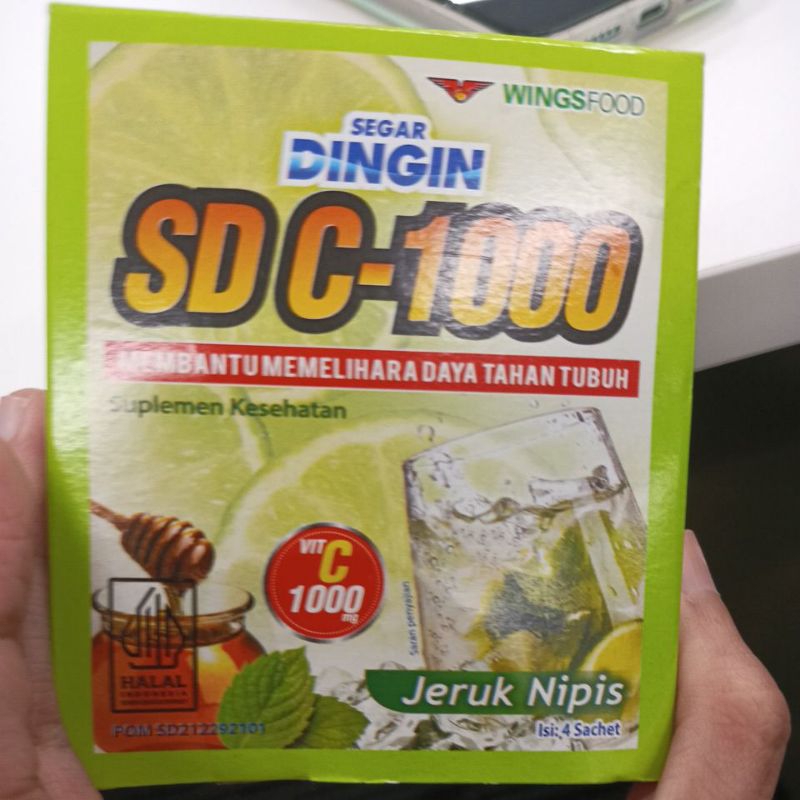 WINGSFOOD
SEGAR
DINGIN
SD C-1000
MEMBANTU MEMELIHARA DAYA TAHAN TUBUH
Suplemen Kesehatan
VIT
C
1000
mg
Saran penyajian
HALAL
INDONESIA
Jeruk Nipis
POM SD212292101
Isi: 4 Sachet